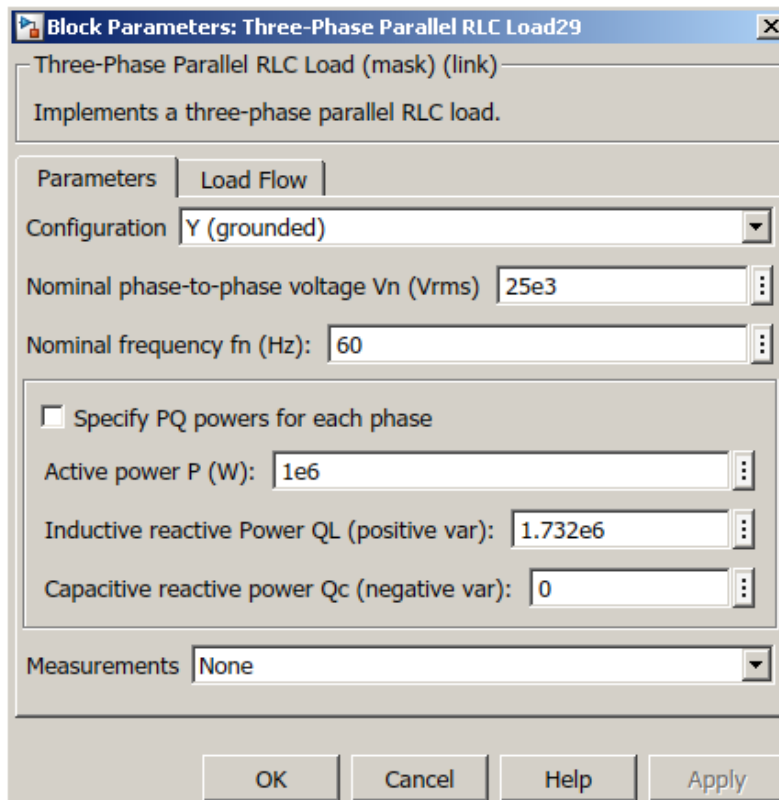 Block Parameters: Three-Phase Parallel RLC Load29
Three-Phase Parallel RLC Load (mask) (link)
Implements a three-phase parallel RLC load.
Parameters Load Flow
Configuration Y (grounded)
Nominal phase-to-phase voltage Vn (Vrms) 25e3
Nominal frequency fn (Hz): 60
Specify PQ powers for each phase
Active power P (W): 1e6
Inductive reactive Power QL (positive var): 1.732e6
Capacitive reactive power Qc (negative var): 0
Measurements None
OK Cancel Help Apply